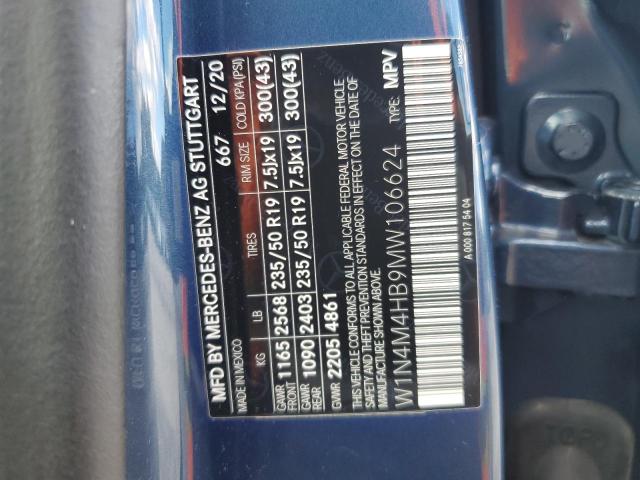 MFD BY MERCEDES-BENZ AG STUTTGART
MADE IN MEXICO 667 12/20
KG LB TIRES RIM SIZE COLD KPA(PSI)
GAWR FRONT 1165 2568 235/50 R19 7.5Jx19 300(43)
GAWR REAR 1090 2403 235/50 R19 7.5Jx19 300(43)
GVWR 2205 4861
THIS VEHICLE CONFORMS TO ALL APPLICABLE FEDERAL MOTOR VEHICLE
SAFETY AND THEFT PREVENTION STANDARDS IN EFFECT ON THE DATE OF
MANUFACTURE SHOWN ABOVE.
W1N4M4HB9MW106624 TYPE: MPV
A 000 817 54 04